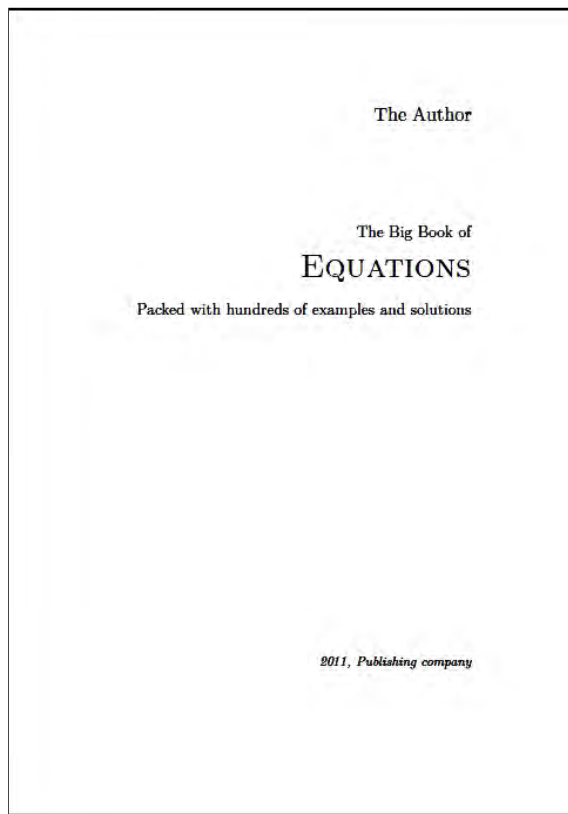 The Author
The Big Book of
EQUATIONS
Packed with hundreds of examples and solutions
2011, Publishing company